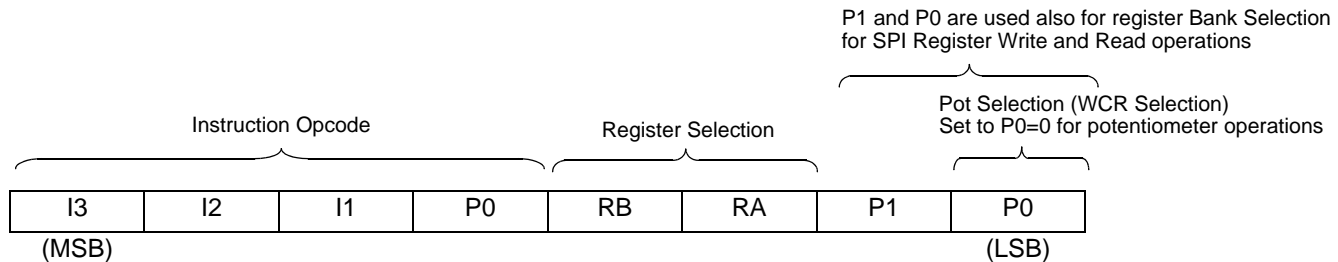 P1 and P0 are used also for register Bank Selection
for SPI Register Write and Read operations
Pot Selection (WCR Selection)
Set to P0=0 for potentiometer operations
Instruction Opcode
Register Selection
I3 I2 I1 P0 RB RA P1 P0
(MSB) (LSB)